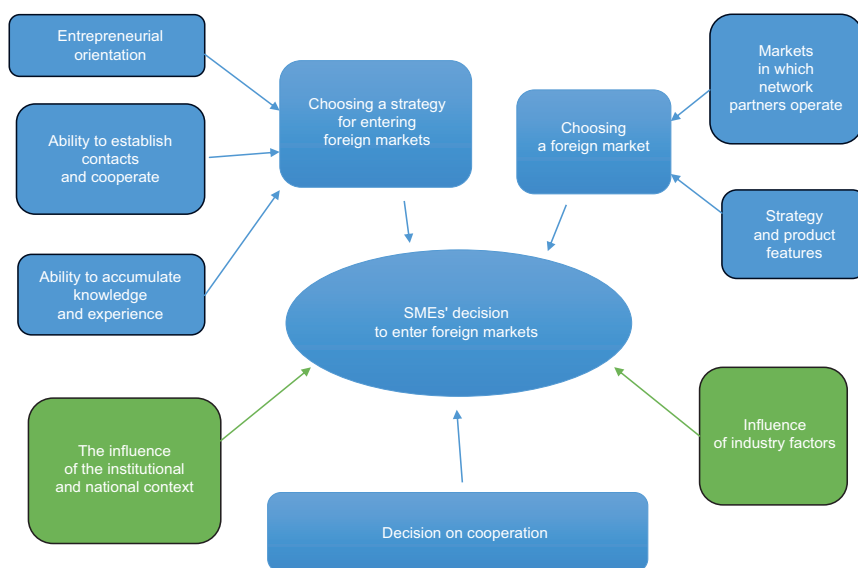 Entrepreneurial
orientation
Ability to establish
contacts
and cooperate
Ability to accumulate
knowledge
and experience
Choosing a strategy
for entering
foreign markets
Choosing
a foreign market
Markets
in which
network
partners operate
Strategy
and product
features
SMEs' decision
to enter foreign markets
The influence
of the institutional
and national context
Influence
of industry factors
Decision on cooperation